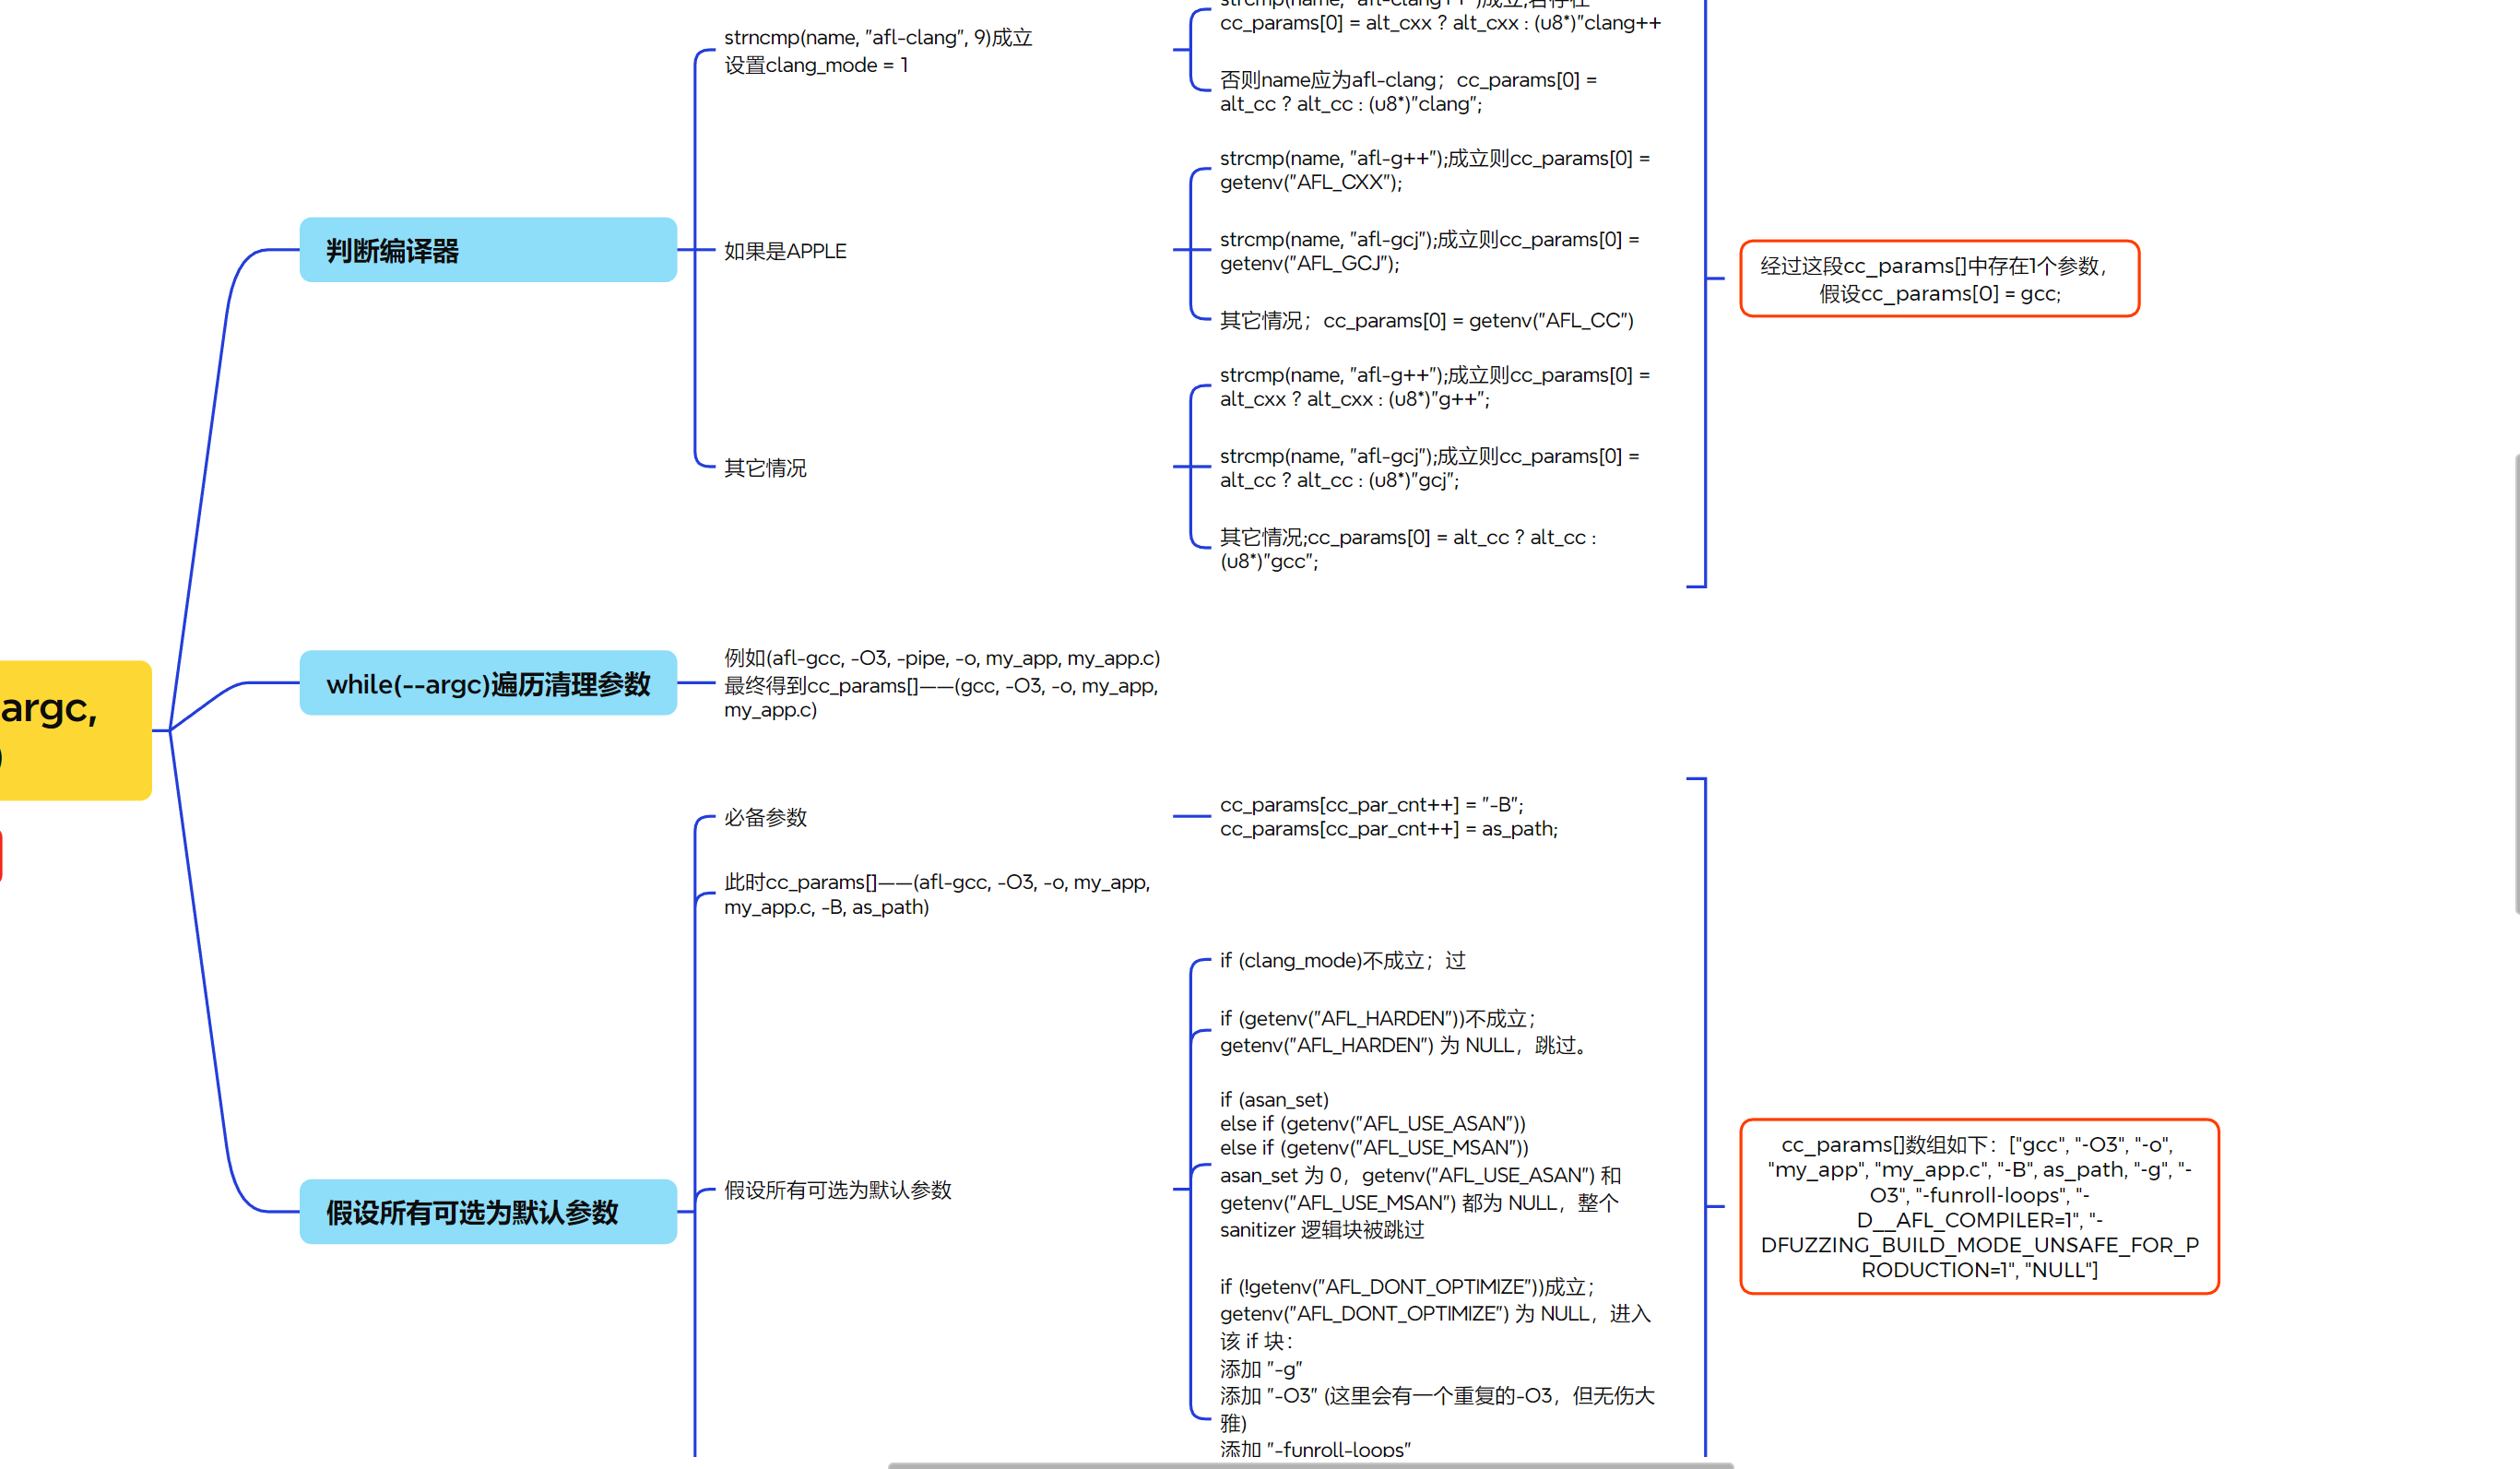 cc_params[0] = alt_cxx ? alt_cxx : (u8*)"clang++
strncmp(name, "afl-clang", 9)成立
设置clang_mode = 1
否则name应为afl-clang；cc_params[0] =
alt_cc ? alt_cc : (u8*)"clang";
strcmp(name, "afl-g++");成立则cc_params[0] =
getenv("AFL_CXX");
判断编译器
如果是APPLE
strcmp(name, "afl-gcj");成立则cc_params[0] =
getenv("AFL_GCJ");
经过这段cc_params[]中存在1个参数，
假设cc_params[0] = gcc;
其它情况；cc_params[0] = getenv("AFL_CC")
strcmp(name, "afl-g++");成立则cc_params[0] =
alt_cxx ? alt_cxx : (u8*)"g++";
其它情况
strcmp(name, "afl-gcj");成立则cc_params[0] =
alt_cc ? alt_cc : (u8*)"gcj";
其它情况;cc_params[0] = alt_cc ? alt_cc :
(u8*)"gcc";
argc,
)
while(--argc)遍历清理参数
例如(afl-gcc, -O3, -pipe, -o, my_app, my_app.c)
最终得到cc_params[]——(gcc, -O3, -o, my_app,
my_app.c)
必备参数
cc_params[cc_par_cnt++] = "-B";
cc_params[cc_par_cnt++] = as_path;
此时cc_params[]——(afl-gcc, -O3, -o, my_app,
my_app.c, -B, as_path)
假设所有可选为默认参数
假设所有可选为默认参数
if (clang_mode)不成立；过
if (getenv("AFL_HARDEN"))不成立；
getenv("AFL_HARDEN") 为 NULL，跳过。
if (asan_set)
else if (getenv("AFL_USE_ASAN"))
else if (getenv("AFL_USE_MSAN"))
asan_set 为 0，getenv("AFL_USE_ASAN") 和
getenv("AFL_USE_MSAN") 都为 NULL，整个
sanitizer 逻辑块被跳过
if (!getenv("AFL_DONT_OPTIMIZE"))成立；
getenv("AFL_DONT_OPTIMIZE") 为 NULL，进入
该 if 块：
添加 "-g"
添加 "-O3" (这里会有一个重复的-O3，但无伤大
雅)
添加 "-funroll-loops"
cc_params[]数组如下：["gcc", "-O3", "-o",
"my_app", "my_app.c", "-B", as_path, "-g", "-
O3", "-funroll-loops", "-
D__AFL_COMPILER=1", "-
DFUZZING_BUILD_MODE_UNSAFE_FOR_P
RODUCTION=1", "NULL"]